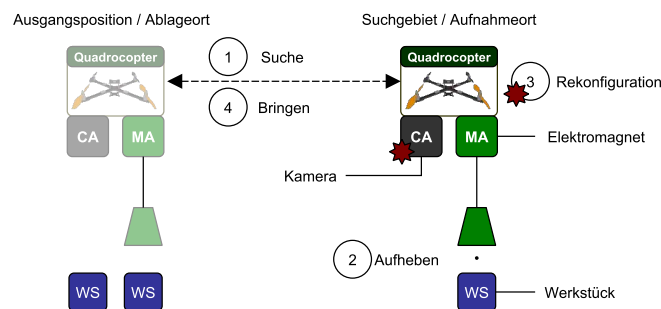 Ausgangsposition / Ablageort
Suchgebiet / Aufnahmeort
Quadrocopter
1
Suche
Quadrocopter
3
Rekonfiguration
4
Bringen
CA
MA
CA
MA
Elektromagnet
Kamera
2
Aufheben
WS
WS
WS
Werkstück